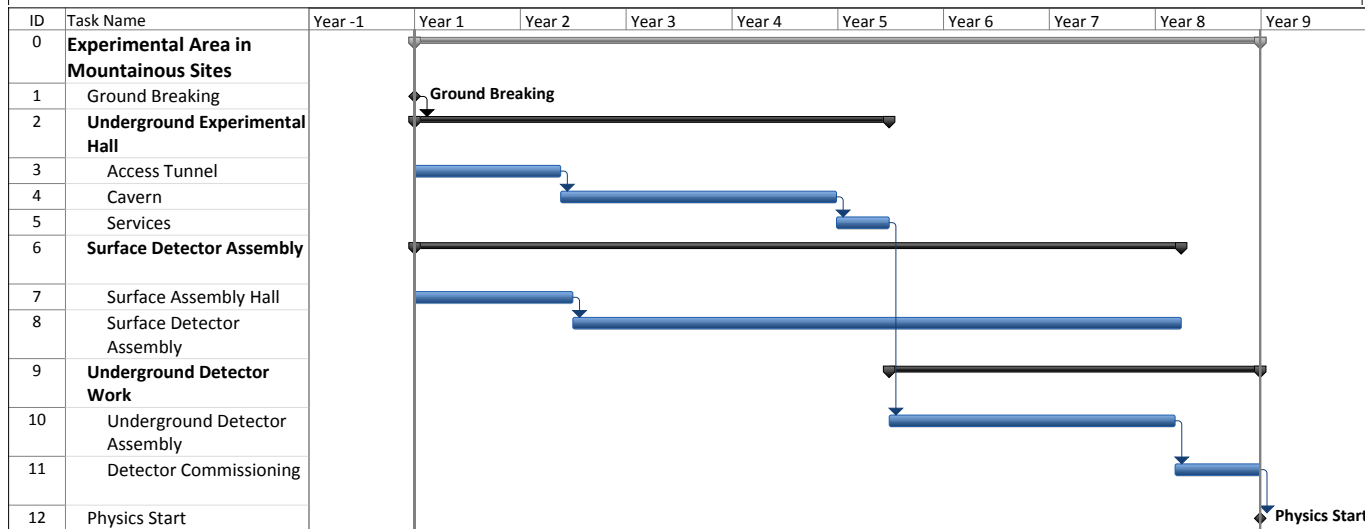 ID Task Name Year -1 Year 1 Year 2 Year 3 Year 4 Year 5 Year 6 Year 7 Year 8 Year 9
0 Experimental Area in
Mountainous Sites
1 Ground Breaking Ground Breaking
2 Underground Experimental
Hall
3 Access Tunnel
4 Cavern
5 Services
6 Surface Detector Assembly
7 Surface Assembly Hall
8 Surface Detector
Assembly
9 Underground Detector
Work
10 Underground Detector
Assembly
11 Detector Commissioning
12 Physics Start Physics Start